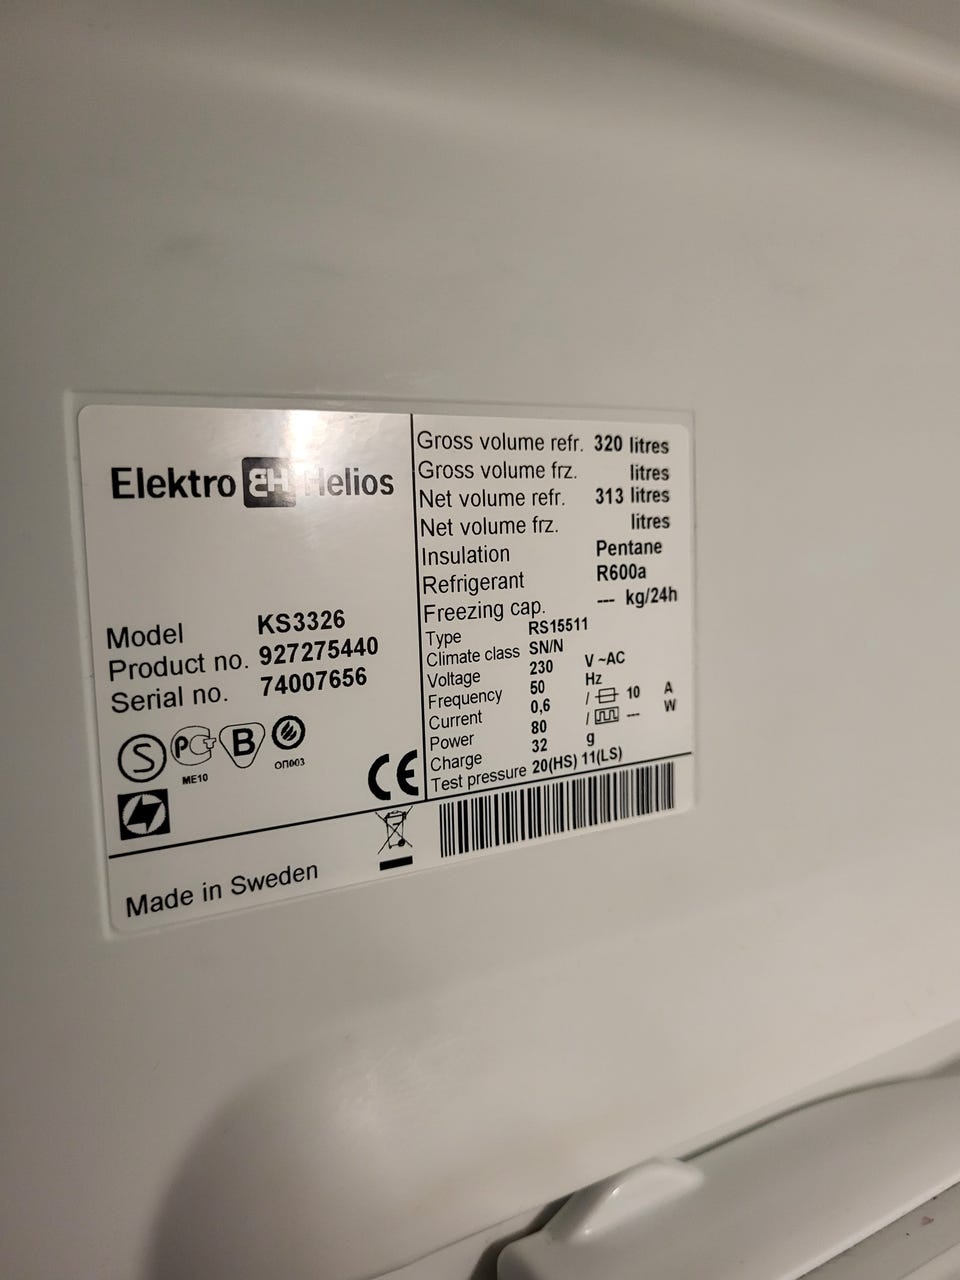 Elektro EH Helios
Model KS3326
Product no. 927275440
Serial no. 74007656
S PCT B
ME10 ОП003
CE
Made in Sweden
Gross volume refr. 320 litres
Gross volume frz. litres
Net volume refr. 313 litres
Net volume frz. litres
Insulation Pentane
Refrigerant R600a
Freezing cap. --- kg/24h
Type RS15511
Climate class SN/N
Voltage 230 V ~AC
Frequency 50 Hz
Current 0,6 / 10 A
Power 80 / --- W
Charge 32 g
Test pressure 20(HS) 11(LS)